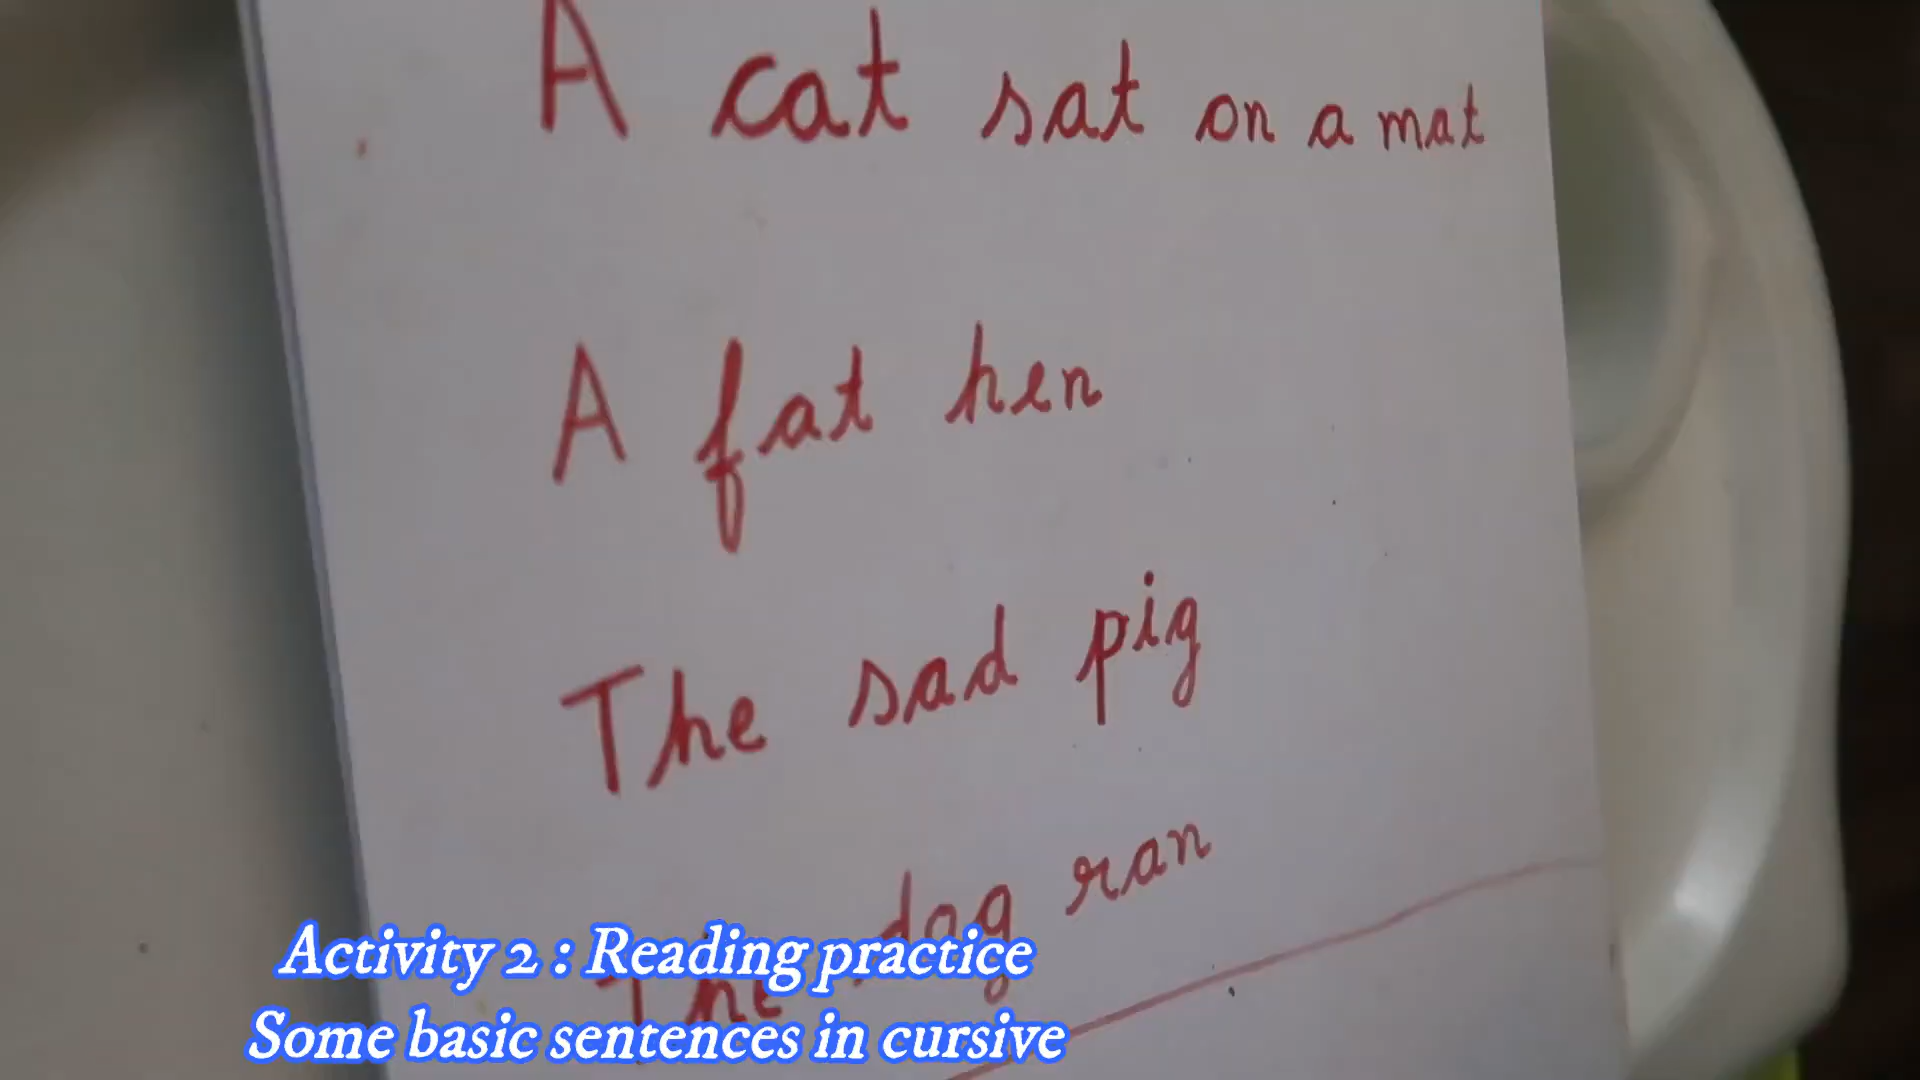 A cat sat on a mat
A fat hen
The sad pig
The dog ran
Activity 2 : Reading practice
Some basic sentences in cursive